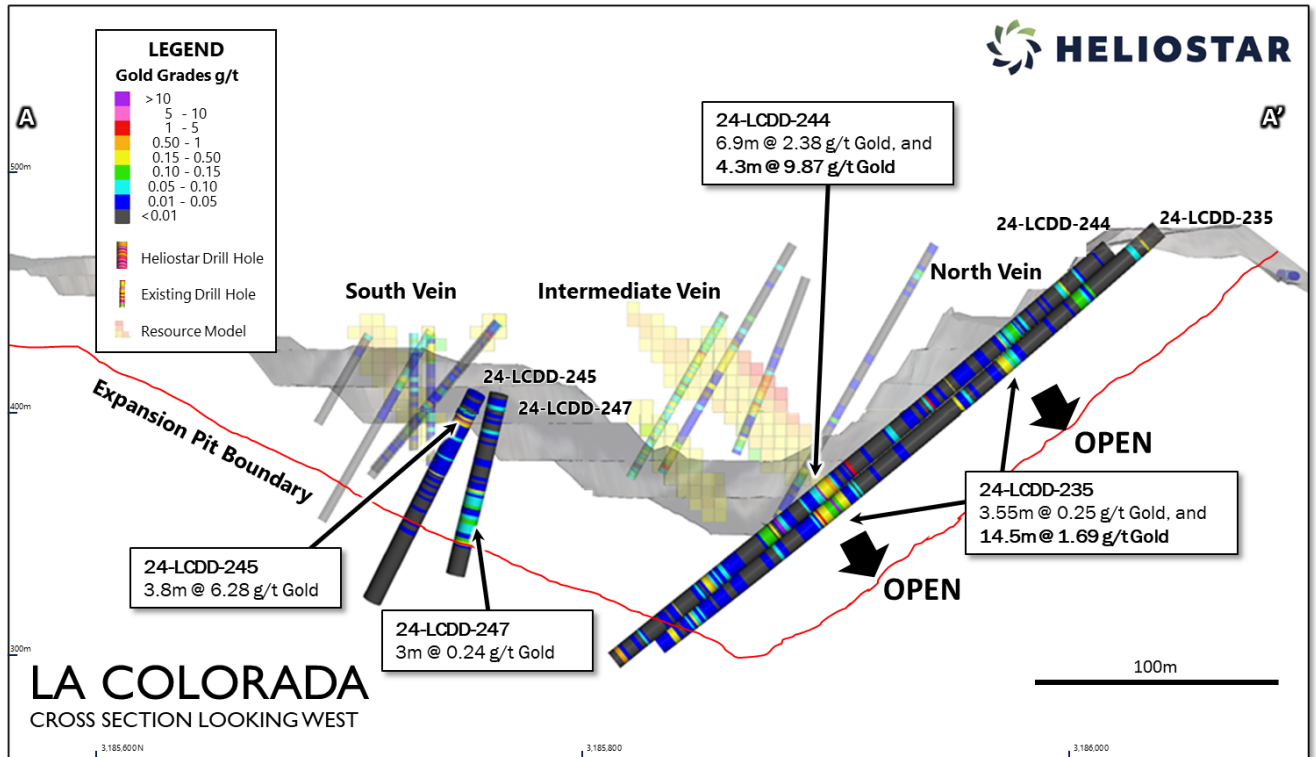 HELIOSTAR
LEGEND
Gold Grades g/t
>10
5 - 10
1 - 5
0.50 - 1
0.15 - 0.50
0.10 - 0.15
0.05 - 0.10
0.01 - 0.05
<0.01
Heliostar Drill Hole
Existing Drill Hole
Resource Model
A
A'
500m
400m
300m
24-LCDD-244
6.9m @ 2.38 g/t Gold, and
4.3m @ 9.87 g/t Gold
24-LCDD-244
24-LCDD-235
South Vein
Intermediate Vein
North Vein
24-LCDD-245
24-LCDD-247
Expansion Pit Boundary
OPEN
24-LCDD-235
3.55m @ 0.25 g/t Gold, and
14.5m @ 1.69 g/t Gold
OPEN
24-LCDD-245
3.8m @ 6.28 g/t Gold
24-LCDD-247
3m @ 0.24 g/t Gold
100m
LA COLORADA
CROSS SECTION LOOKING WEST
3,185,600N
3,185,800
3,186,000